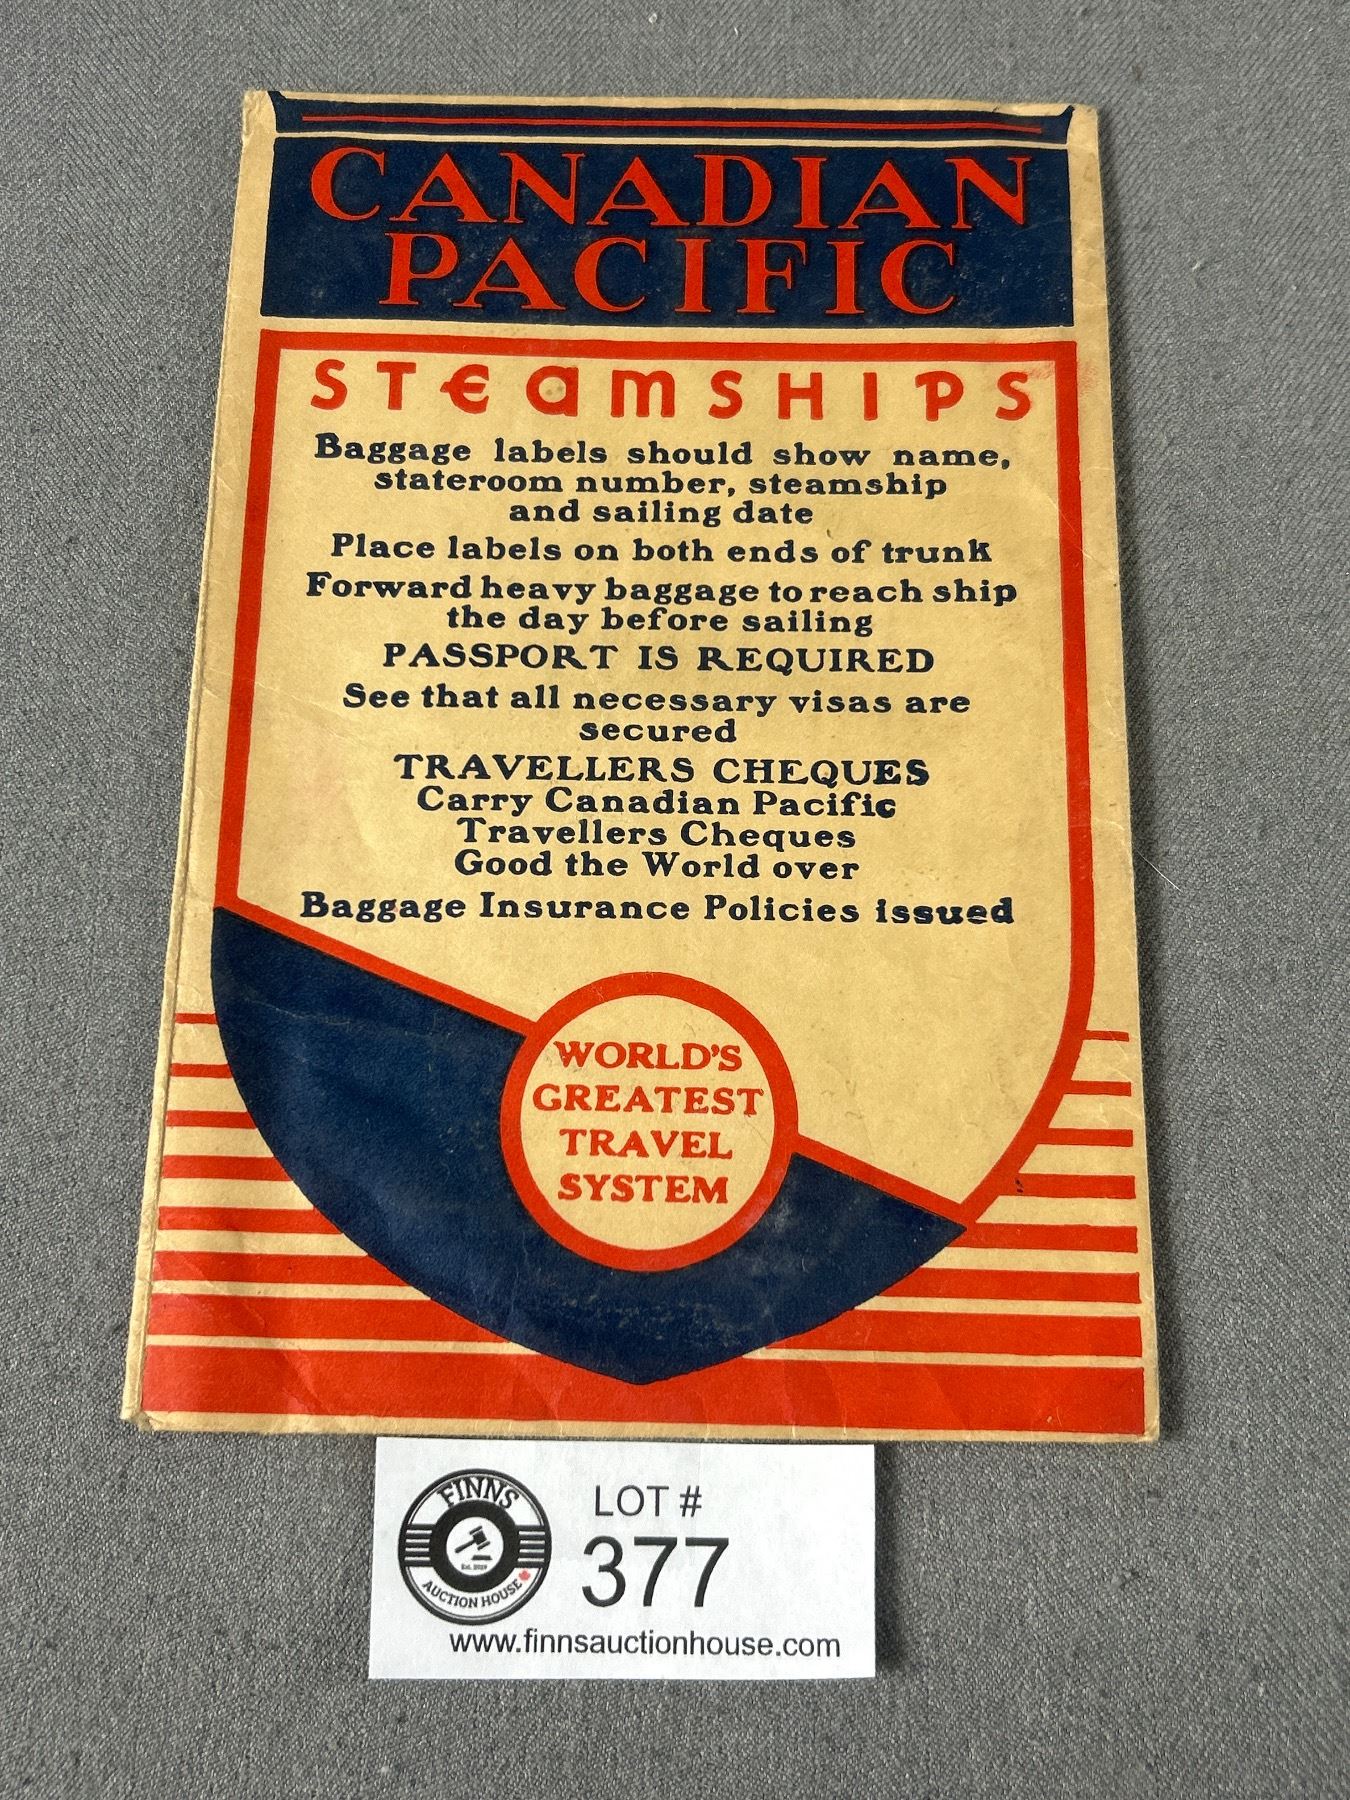 CANADIAN
PACIFIC
STEAMSHIPS
Baggage labels should show name,
stateroom number, steamship
and sailing date
Place labels on both ends of trunk
Forward heavy baggage to reach ship
the day before sailing
PASSPORT IS REQUIRED
See that all necessary visas are
secured
TRAVELLERS CHEQUES
Carry Canadian Pacific
Travellers Cheques
Good the World over
Baggage Insurance Policies issued
WORLD'S
GREATEST
TRAVEL
SYSTEM
FINNS
Est. 2019
AUCTION HOUSE
LOT #
377
www.finnsauctionhouse.com